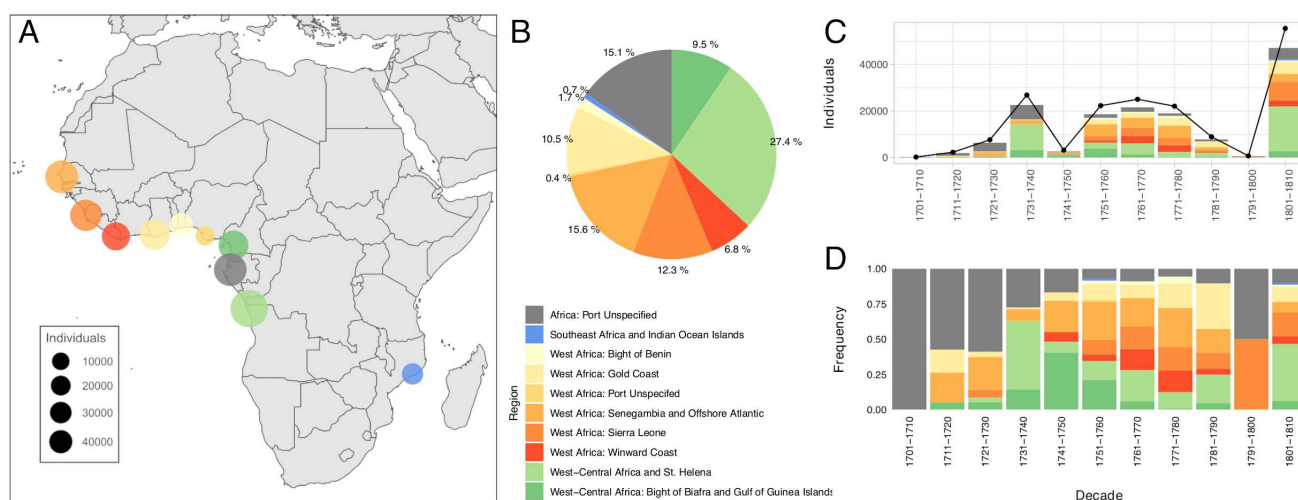 A
Individuals
10000
20000
30000
40000
B
9.5 %
27.4 %
6.8 %
12.3 %
15.6 %
0.4 %
10.5 %
1.7 %
0.7 %
15.1 %
Region
Africa: Port Unspecified
Southeast Africa and Indian Ocean Islands
West Africa: Bight of Benin
West Africa: Gold Coast
West Africa: Port Unspecifed
West Africa: Senegambia and Offshore Atlantic
West Africa: Sierra Leone
West Africa: Winward Coast
West-Central Africa and St. Helena
West-Central Africa: Bight of Biafra and Gulf of Guinea Islands
C
Individuals
40000
20000
0
1701-1710
1711-1720
1721-1730
1731-1740
1741-1750
1751-1760
1761-1770
1771-1780
1781-1790
1791-1800
1801-1810
D
Frequency
1.00
0.75
0.50
0.25
0.00
1701-1710
1711-1720
1721-1730
1731-1740
1741-1750
1751-1760
1761-1770
1771-1780
1781-1790
1791-1800
1801-1810
Decade